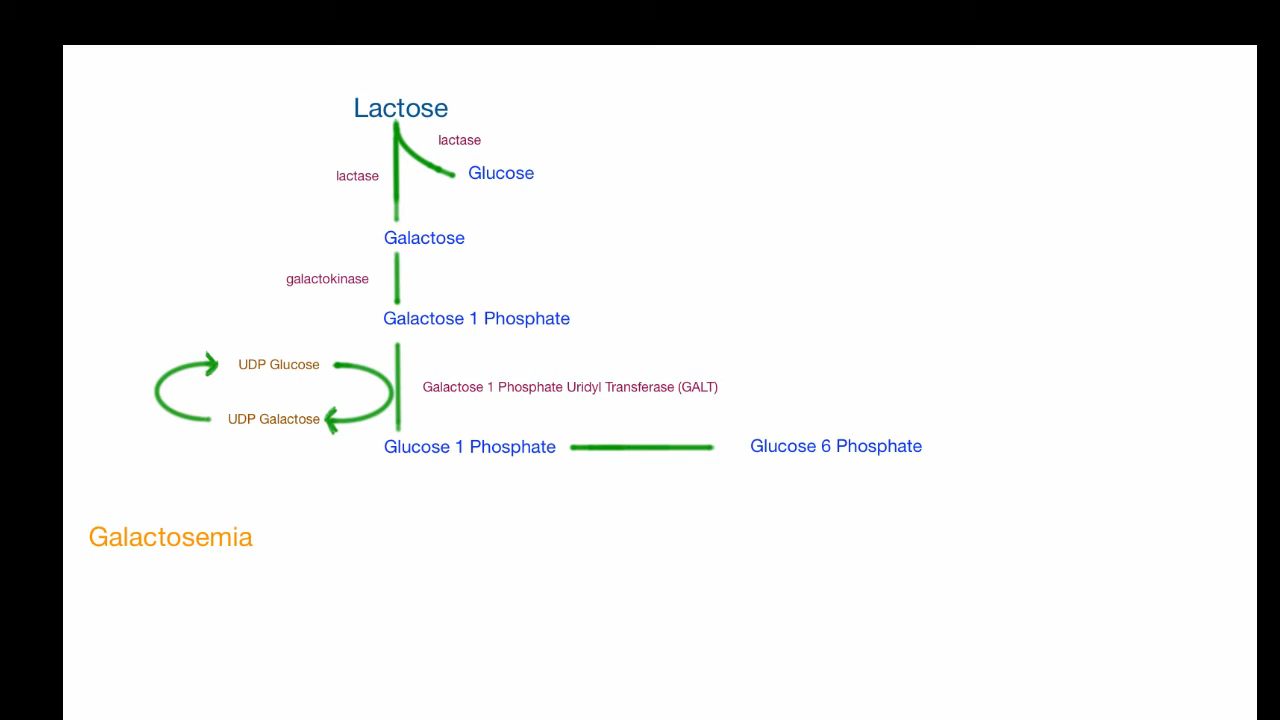 Lactose
lactase
lactase
Glucose
Galactose
galactokinase
Galactose 1 Phosphate
UDP Glucose
Galactose 1 Phosphate Uridyl Transferase (GALT)
UDP Galactose
Glucose 1 Phosphate
Glucose 6 Phosphate
Galactosemia